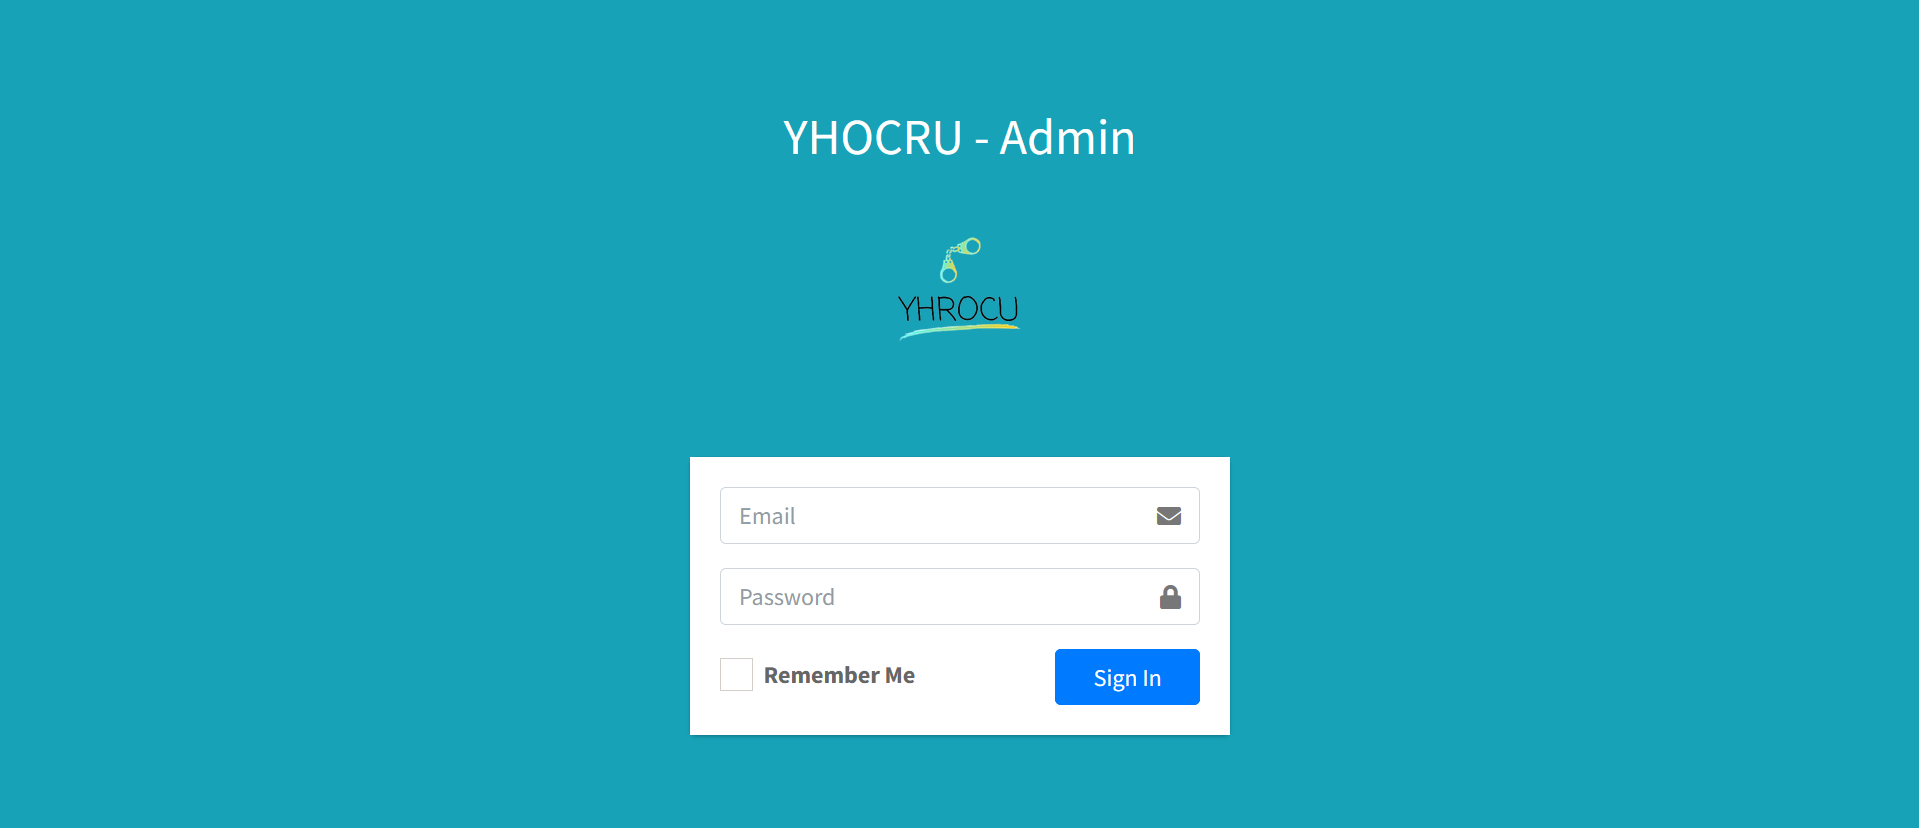 YHOCRU - Admin
YHROCU
Email
Password
Remember Me
Sign In